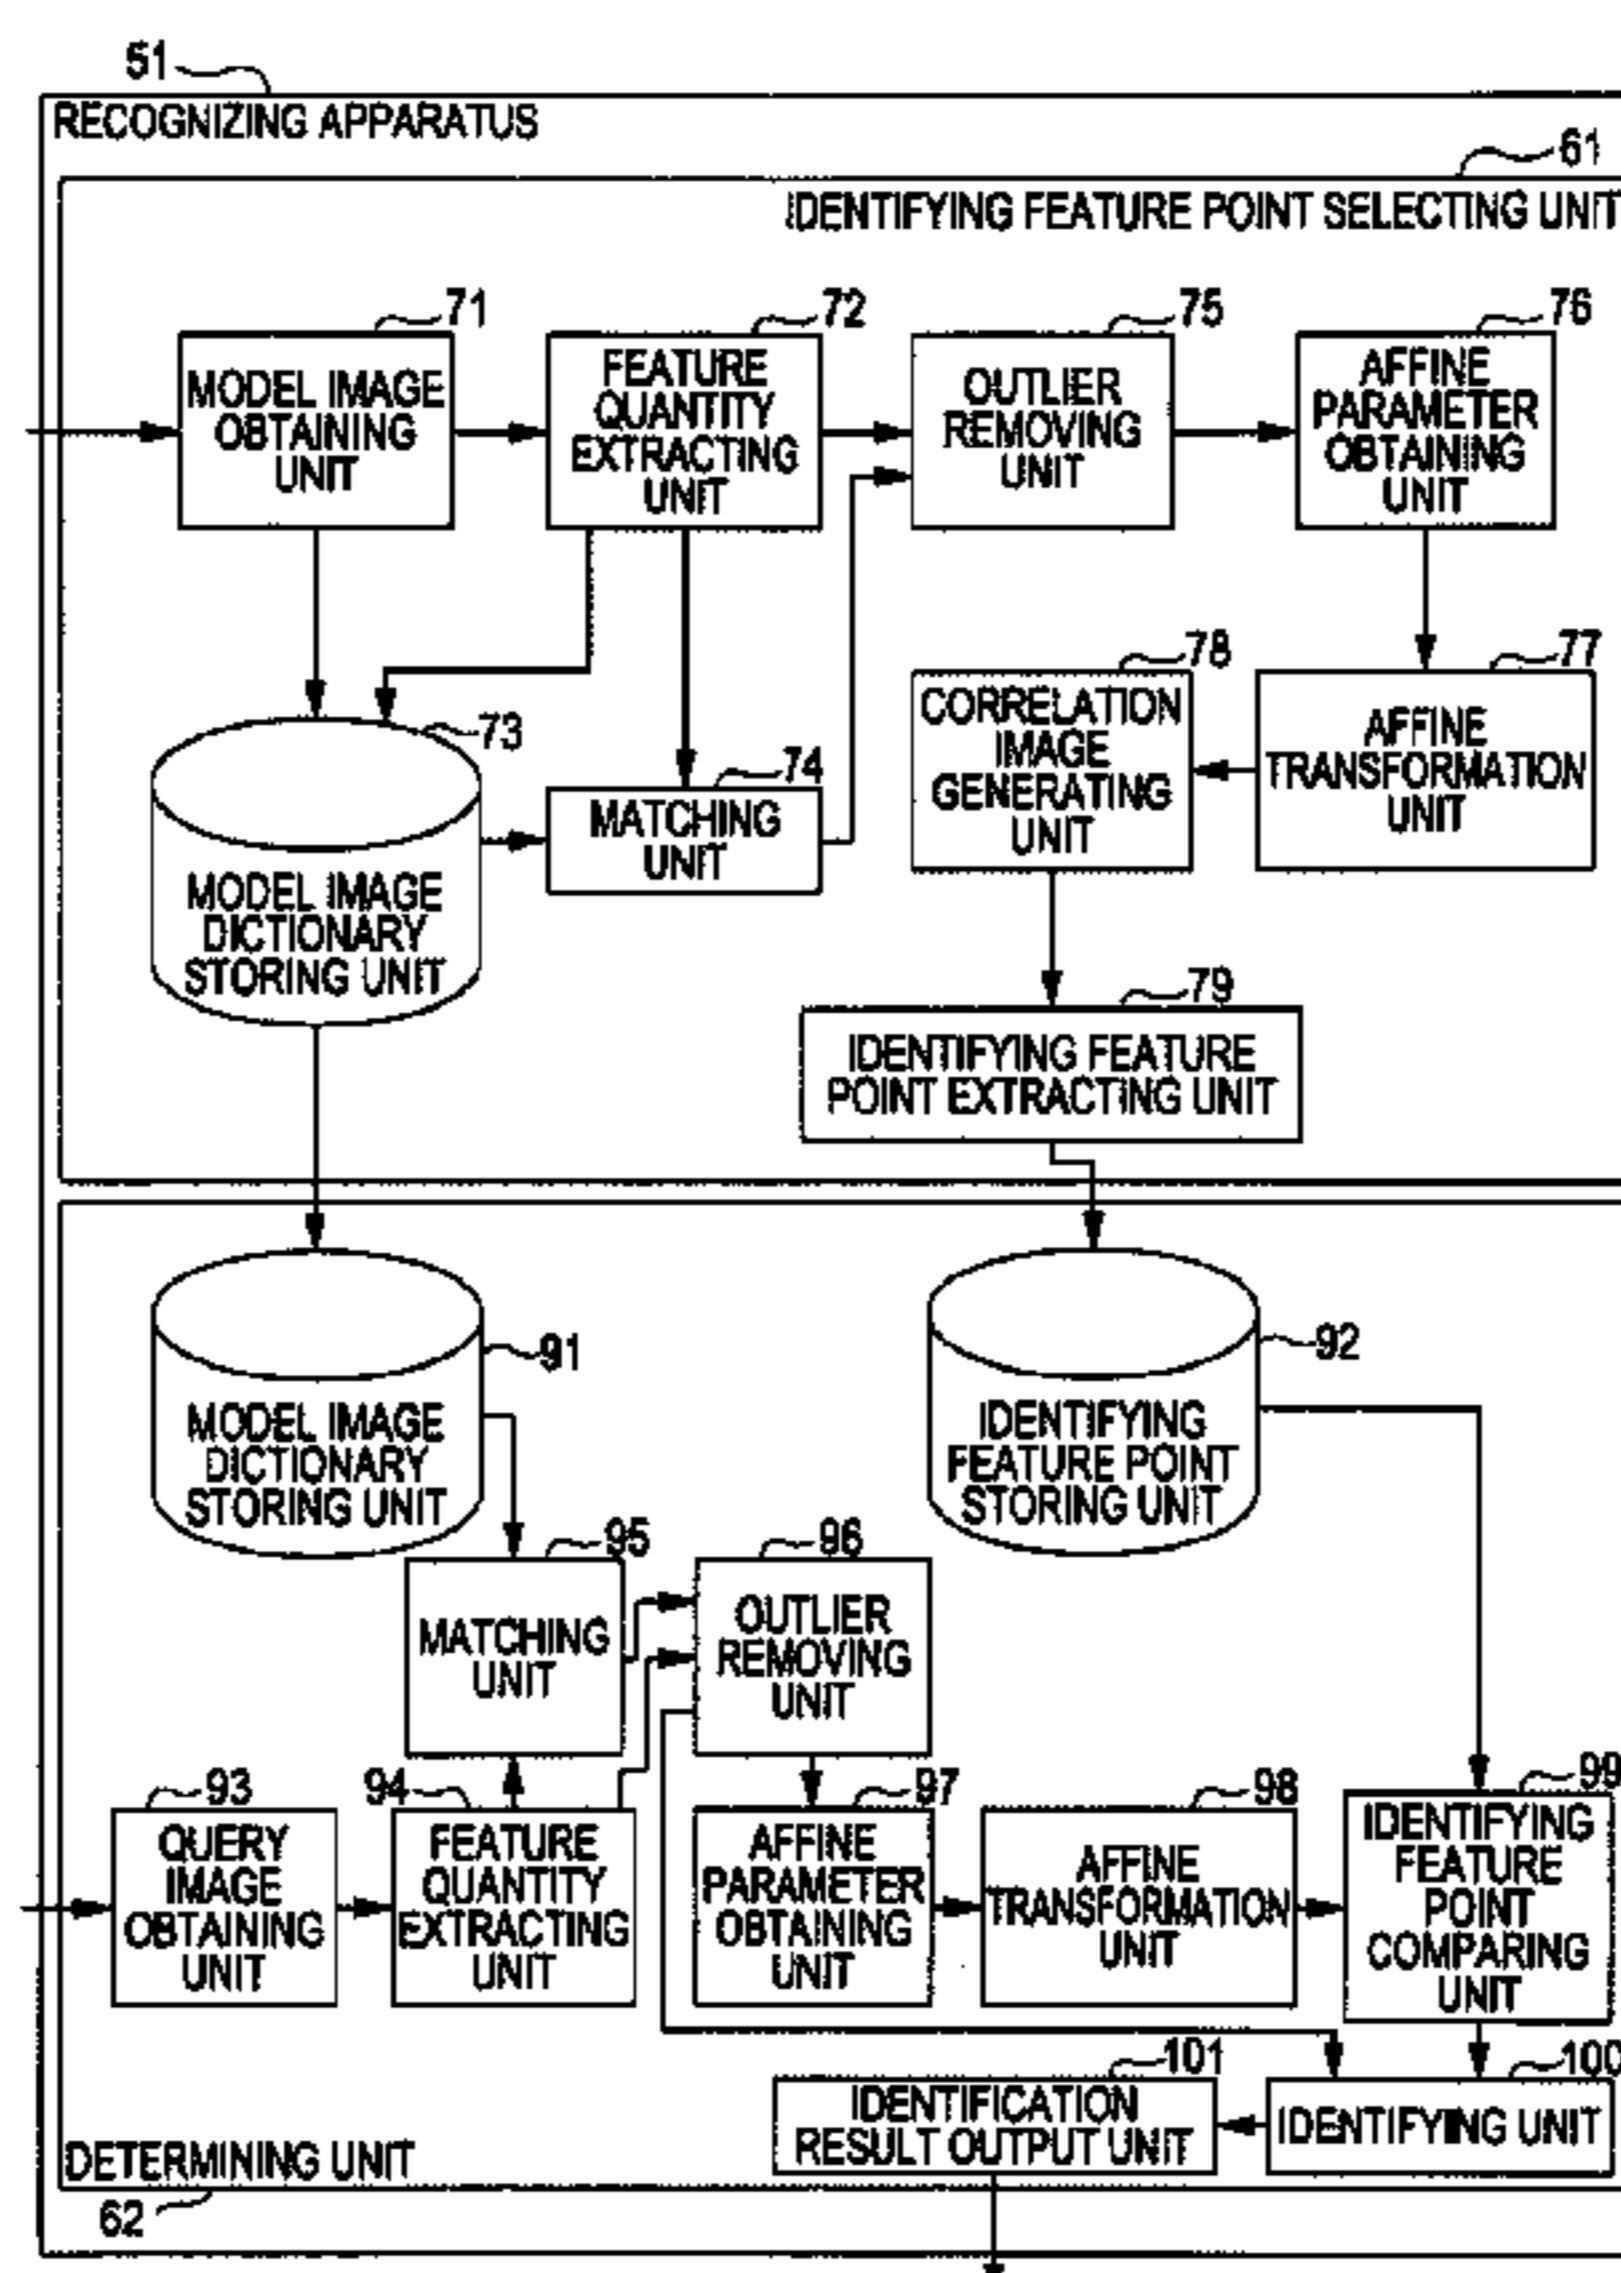 51
RECOGNIZING APPARATUS
61
IDENTIFYING FEATURE POINT SELECTING UNIT
71
MODEL IMAGE
OBTAINING
UNIT
72
FEATURE
QUANTITY
EXTRACTING
UNIT
75
OUTLIER
REMOVING
UNIT
76
AFFINE
PARAMETER
OBTAINING
UNIT
73
MODEL IMAGE
DICTIONARY
STORING UNIT
74
MATCHING
UNIT
78
CORRELATION
IMAGE
GENERATING
UNIT
77
AFFINE
TRANSFORMATION
UNIT
79
IDENTIFYING FEATURE
POINT EXTRACTING UNIT
91
MODEL IMAGE
DICTIONARY
STORING UNIT
92
IDENTIFYING
FEATURE POINT
STORING UNIT
95
MATCHING
UNIT
96
OUTLIER
REMOVING
UNIT
93
QUERY
IMAGE
OBTAINING
UNIT
94
FEATURE
QUANTITY
EXTRACTING
UNIT
97
AFFINE
PARAMETER
OBTAINING
UNIT
98
AFFINE
TRANSFORMATION
UNIT
99
IDENTIFYING
FEATURE
POINT
COMPARING
UNIT
101
IDENTIFICATION
RESULT OUTPUT UNIT
100
IDENTIFYING UNIT
DETERMINING UNIT
62